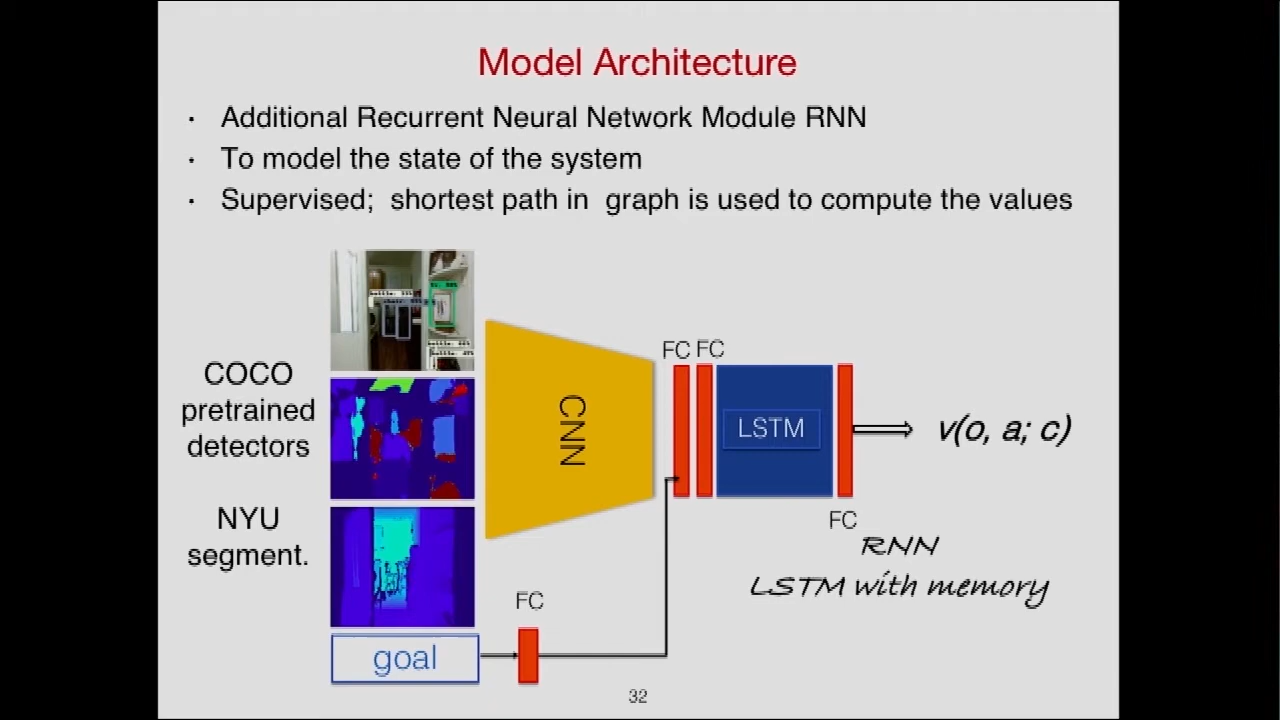 Model Architecture
· Additional Recurrent Neural Network Module RNN
· To model the state of the system
· Supervised; shortest path in graph is used to compute the values
COCO
pretrained
detectors
NYU
segment.
goal
FC
CNN
FC FC
LSTM
FC
v(o, a; c)
RNN
LSTM with memory
32